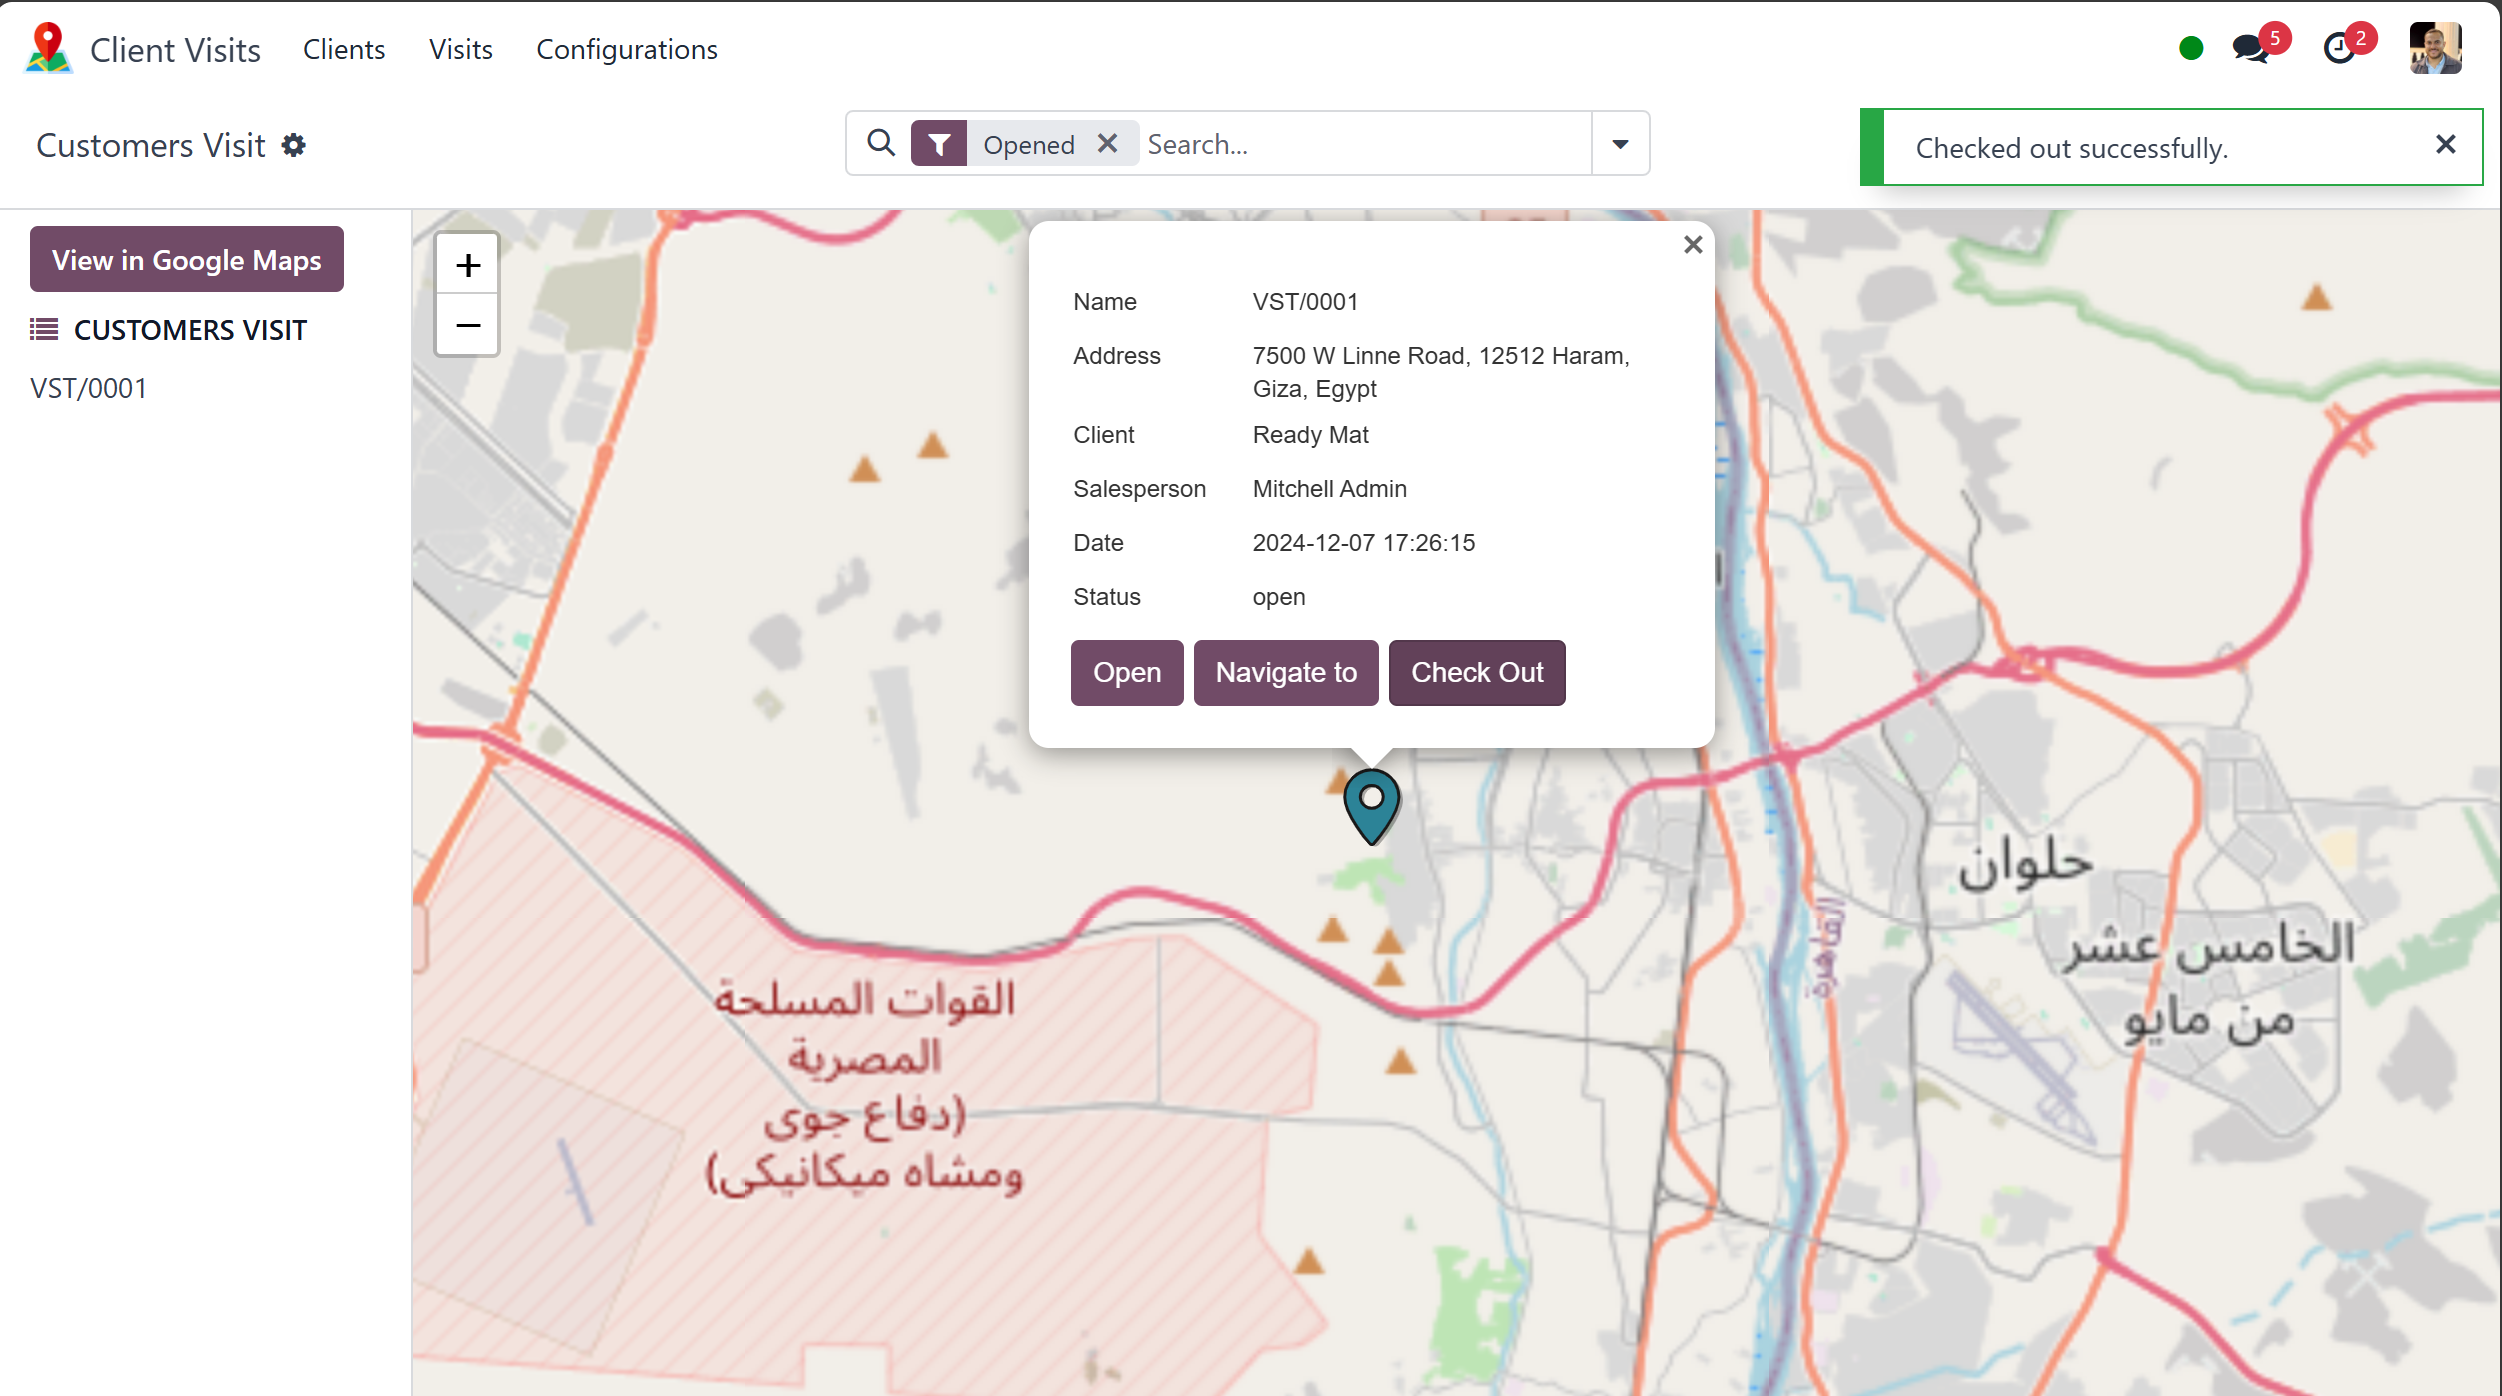 Client Visits
Clients
Visits
Configurations
5
2
Customers Visit
Opened
Search...
Checked out successfully.
View in Google Maps
CUSTOMERS VISIT
VST/0001
+
−
Name VST/0001
Address 7500 W Linne Road, 12512 Haram,
Giza, Egypt
Client Ready Mat
Salesperson Mitchell Admin
Date 2024-12-07 17:26:15
Status open
Open
Navigate to
Check Out
حلوان
القاهرة
الخامس عشر
من مايو
القوات المسلحة
المصرية
(دفاع جوى
ومشاه ميكانيكى)